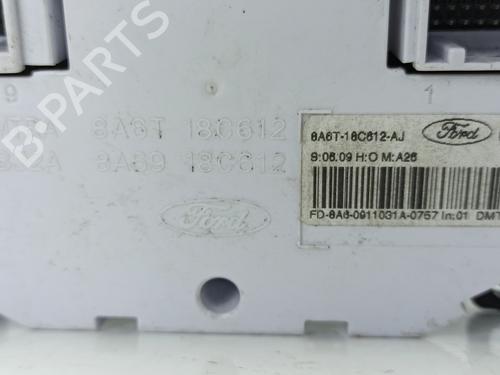 B-PARTS
9
1
8A6T 18C612
8A69 18C612
Ford
8A6T-18C612-AJ
Ford
S:06.09 H:O M:A26
FD-8A6-0911031A-0757 In:01 DMT